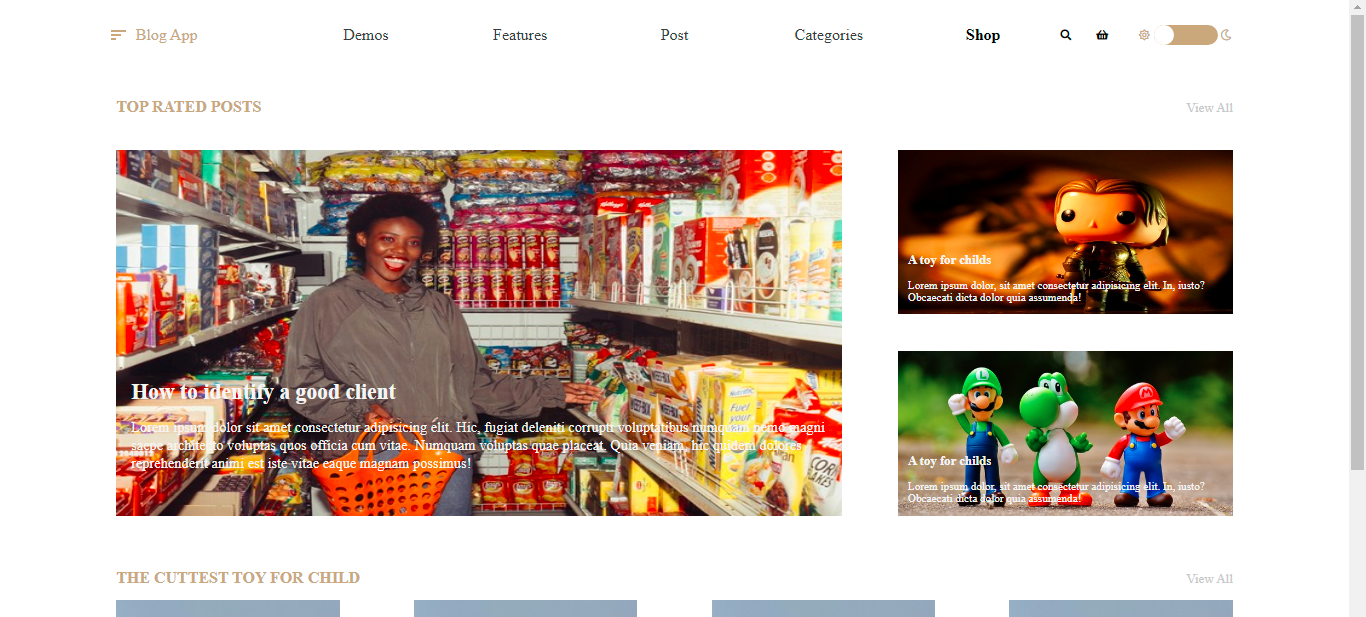 Blog App
Demos
Features
Post
Categories
Shop
TOP RATED POSTS
View All
How to identify a good client
Lorem ipsum dolor sit amet consectetur adipisicing elit. Hic, fugiat deleniti corrupti voluptatibus numquam nemo magni
saepe architecto voluptas quos officia cum vitae. Numquam voluptas quae placeat. Quia veniam, hic quidem dolores
reprehenderit animi est iste vitae eaque magnam possimus!
A toy for childs
Lorem ipsum dolor, sit amet consectetur adipisicing elit. In, iusto?
Obcaecati dicta dolor quia assumenda!
L
M
A toy for childs
Lorem ipsum dolor, sit amet consectetur adipisicing elit. In, iusto?
Obcaecati dicta dolor quia assumenda!
THE CUTTEST TOY FOR CHILD
View All